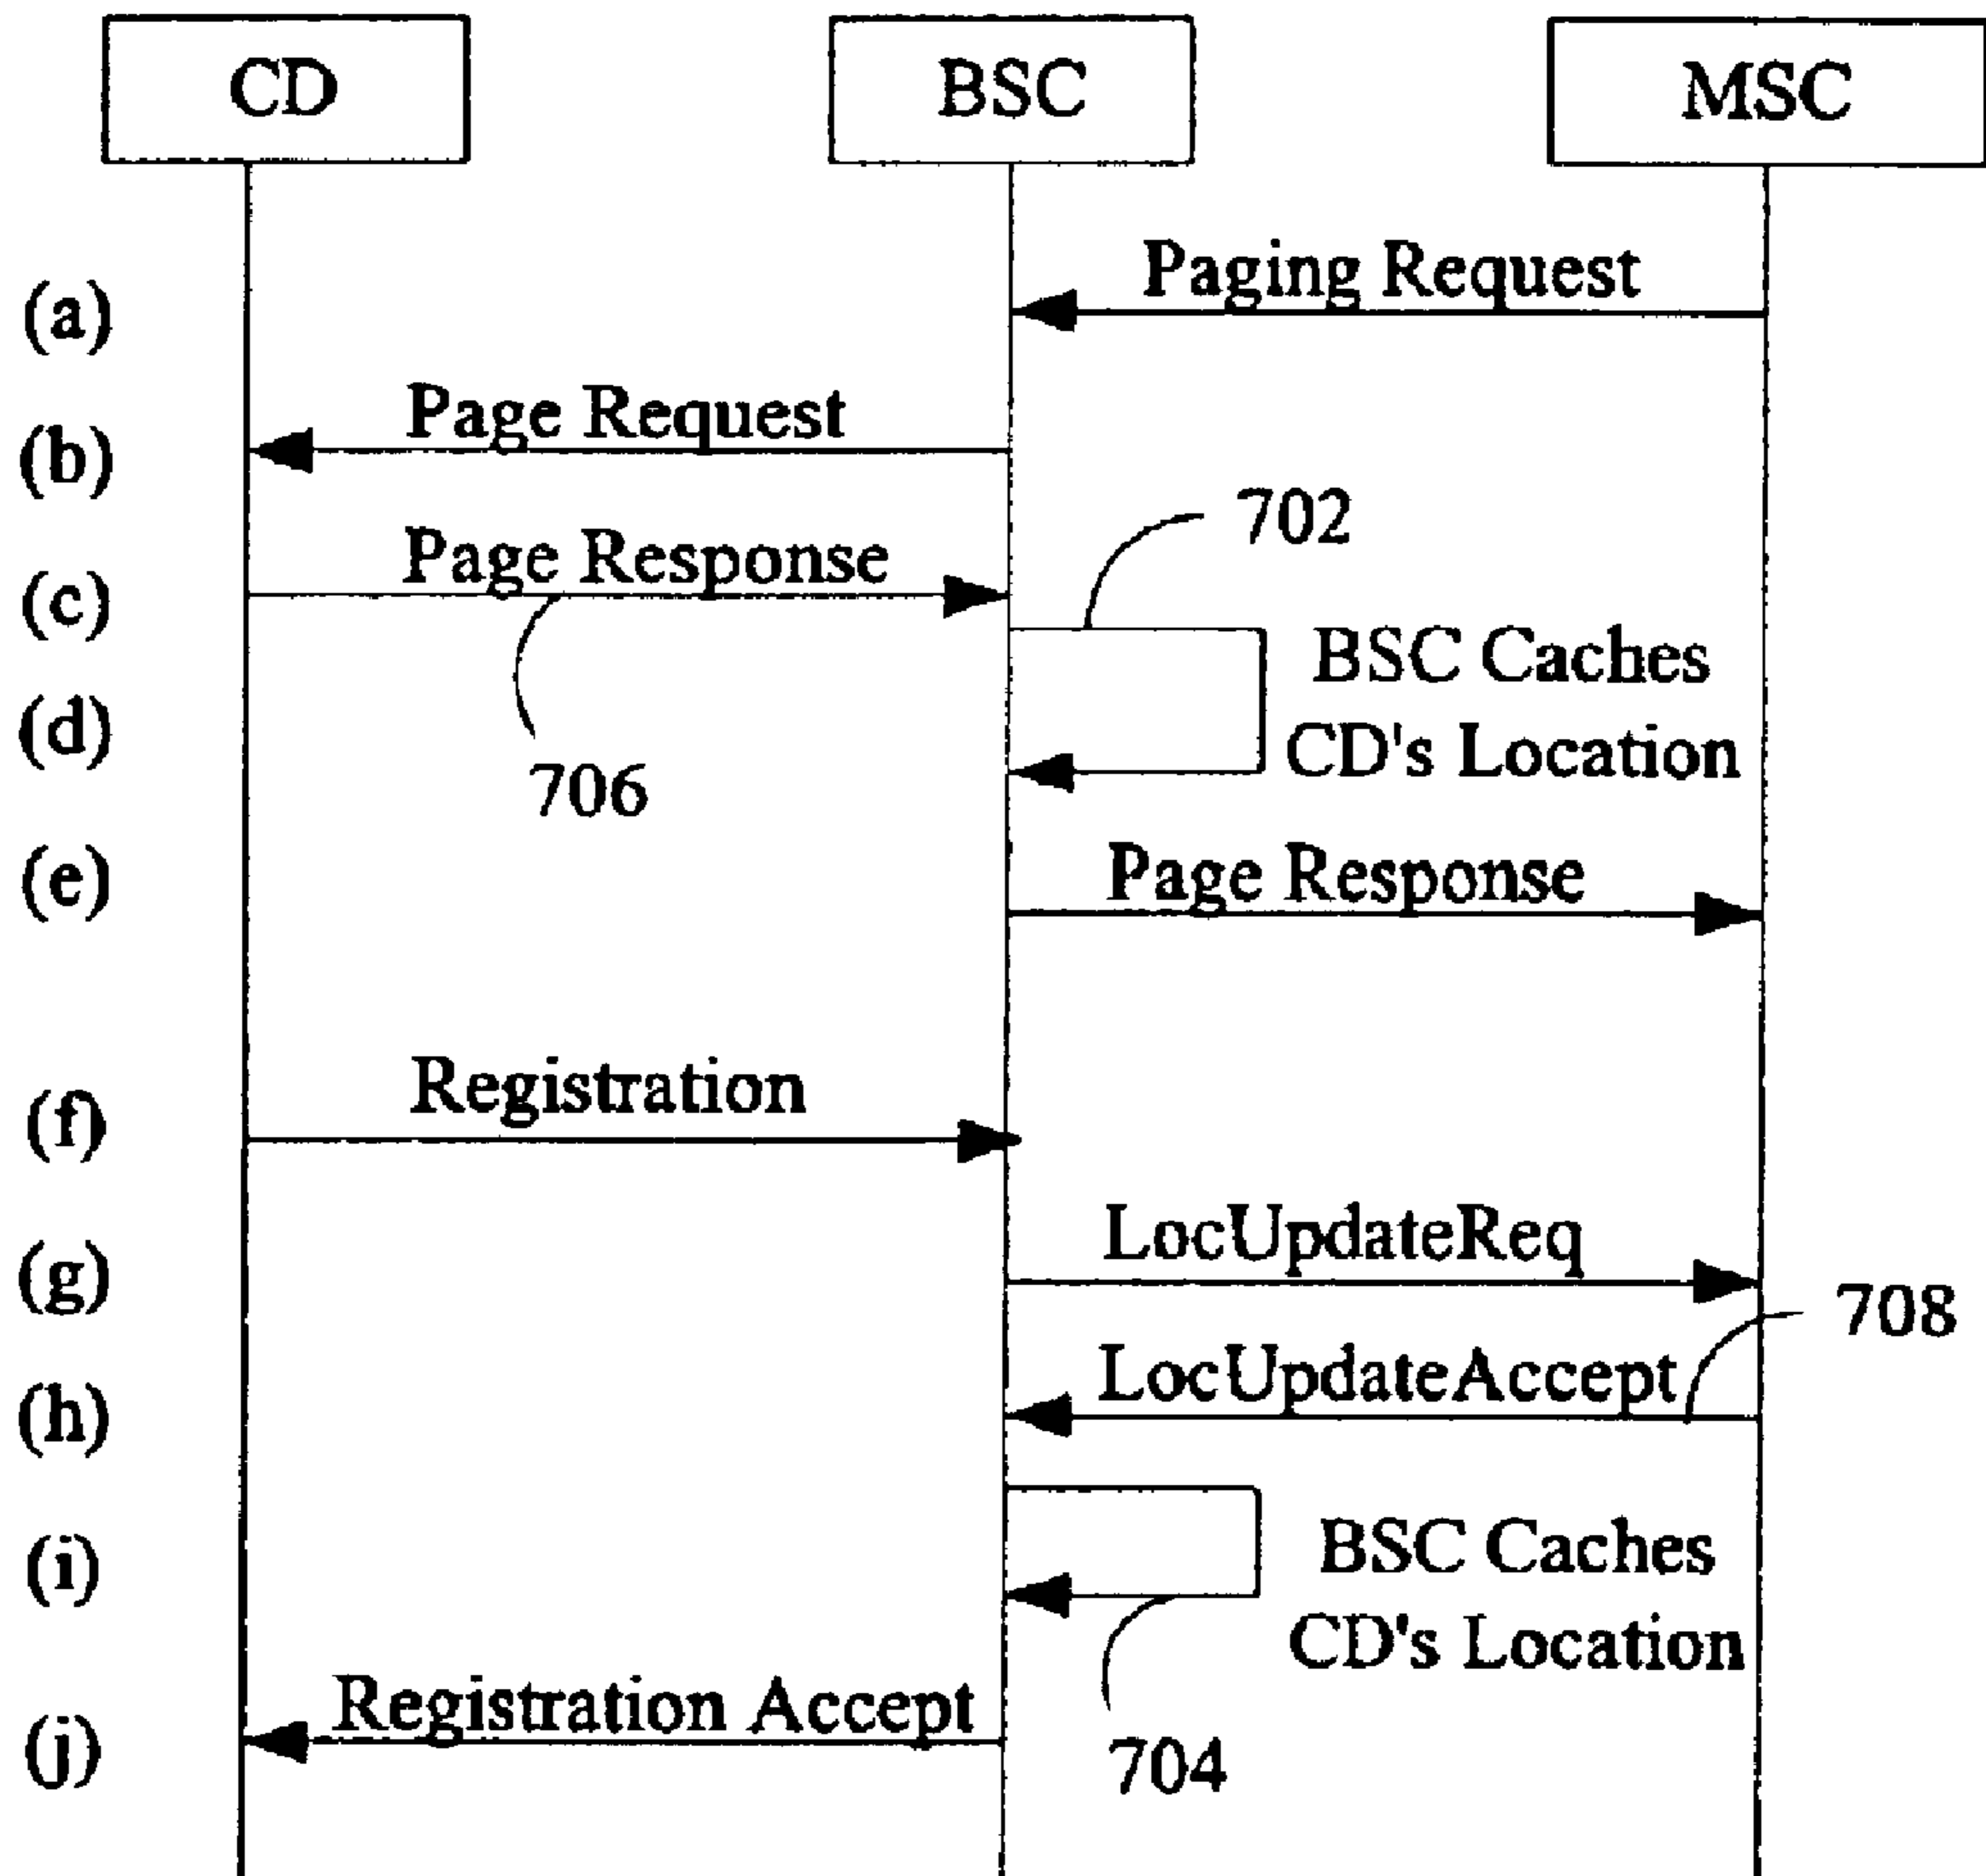 CD
BSC
MSC
(a)
Paging Request
(b)
Page Request
702
(c)
Page Response
BSC Caches
(d)
CD's Location
706
(e)
Page Response
(f)
Registration
(g)
LocUpdateReq
708
(h)
LocUpdateAccept
(i)
BSC Caches
CD's Location
(j)
Registration Accept
704